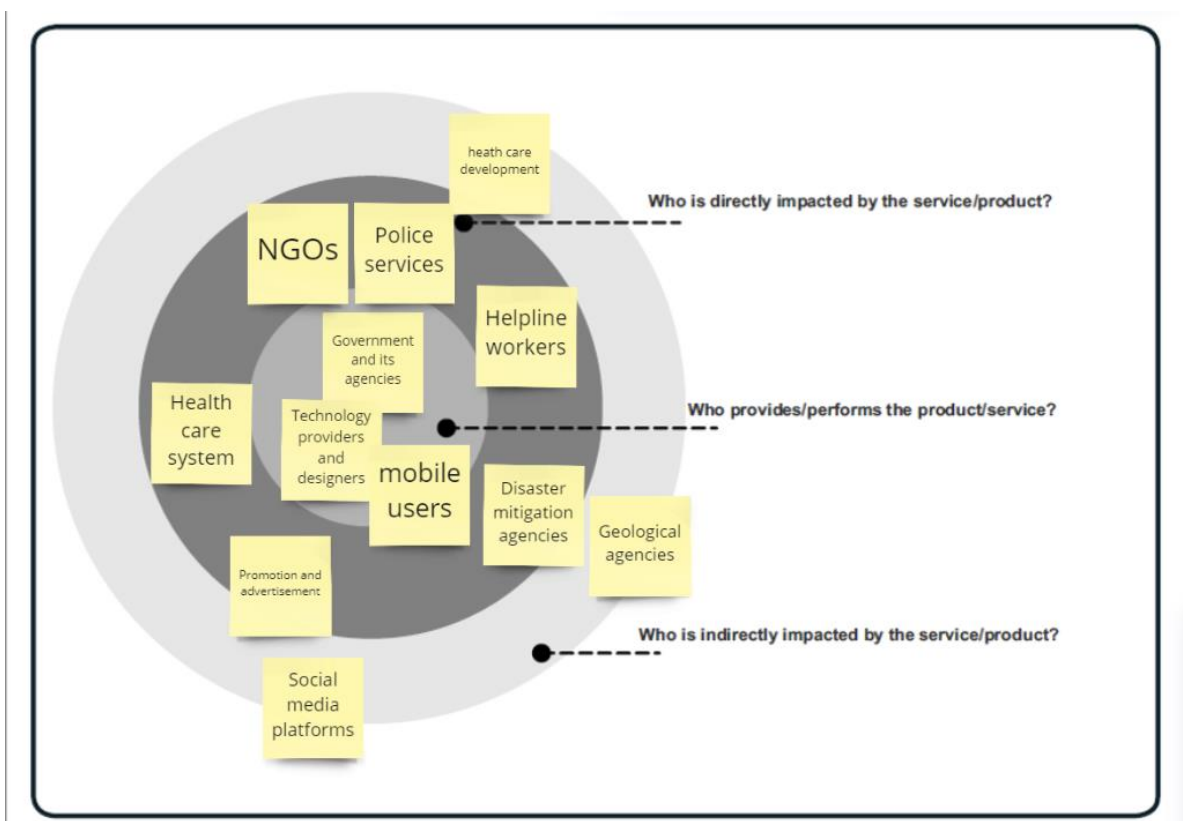 heath care
development
Who is directly impacted by the service/product?
NGOs
Police
services
Helpline
workers
Government
and its
agencies
Health
care
system
Technology
providers
and
designers
Who provides/performs the product/service?
mobile
users
Disaster
mitigation
agencies
Geological
agencies
Promotion and
advertisement
Who is indirectly impacted by the service/product?
Social
media
platforms